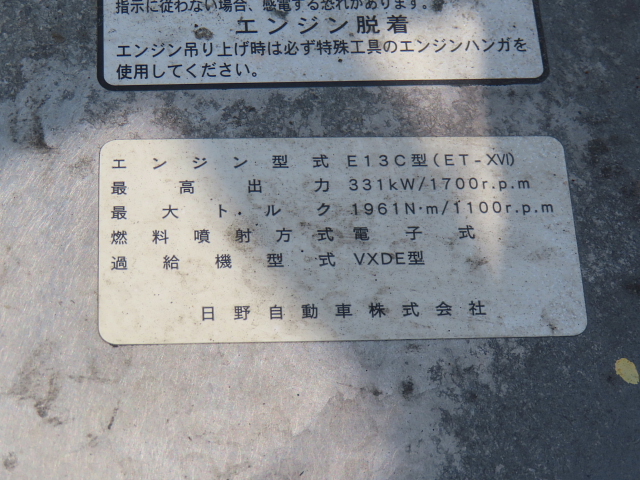 指示に従わない場合、感電する恐れがあります。
エンジン脱着
エンジン吊り上げ時は必ず特殊工具のエンジンハンガを
使用してください。
エンジン型式 E13C型(ET-XVI)
最高出力 331kW/1700r.p.m
最大トルク 1961N·m/1100r.p.m
燃料噴射方式 電子式
過給機型式 VXDE型
日野自動車株式会社